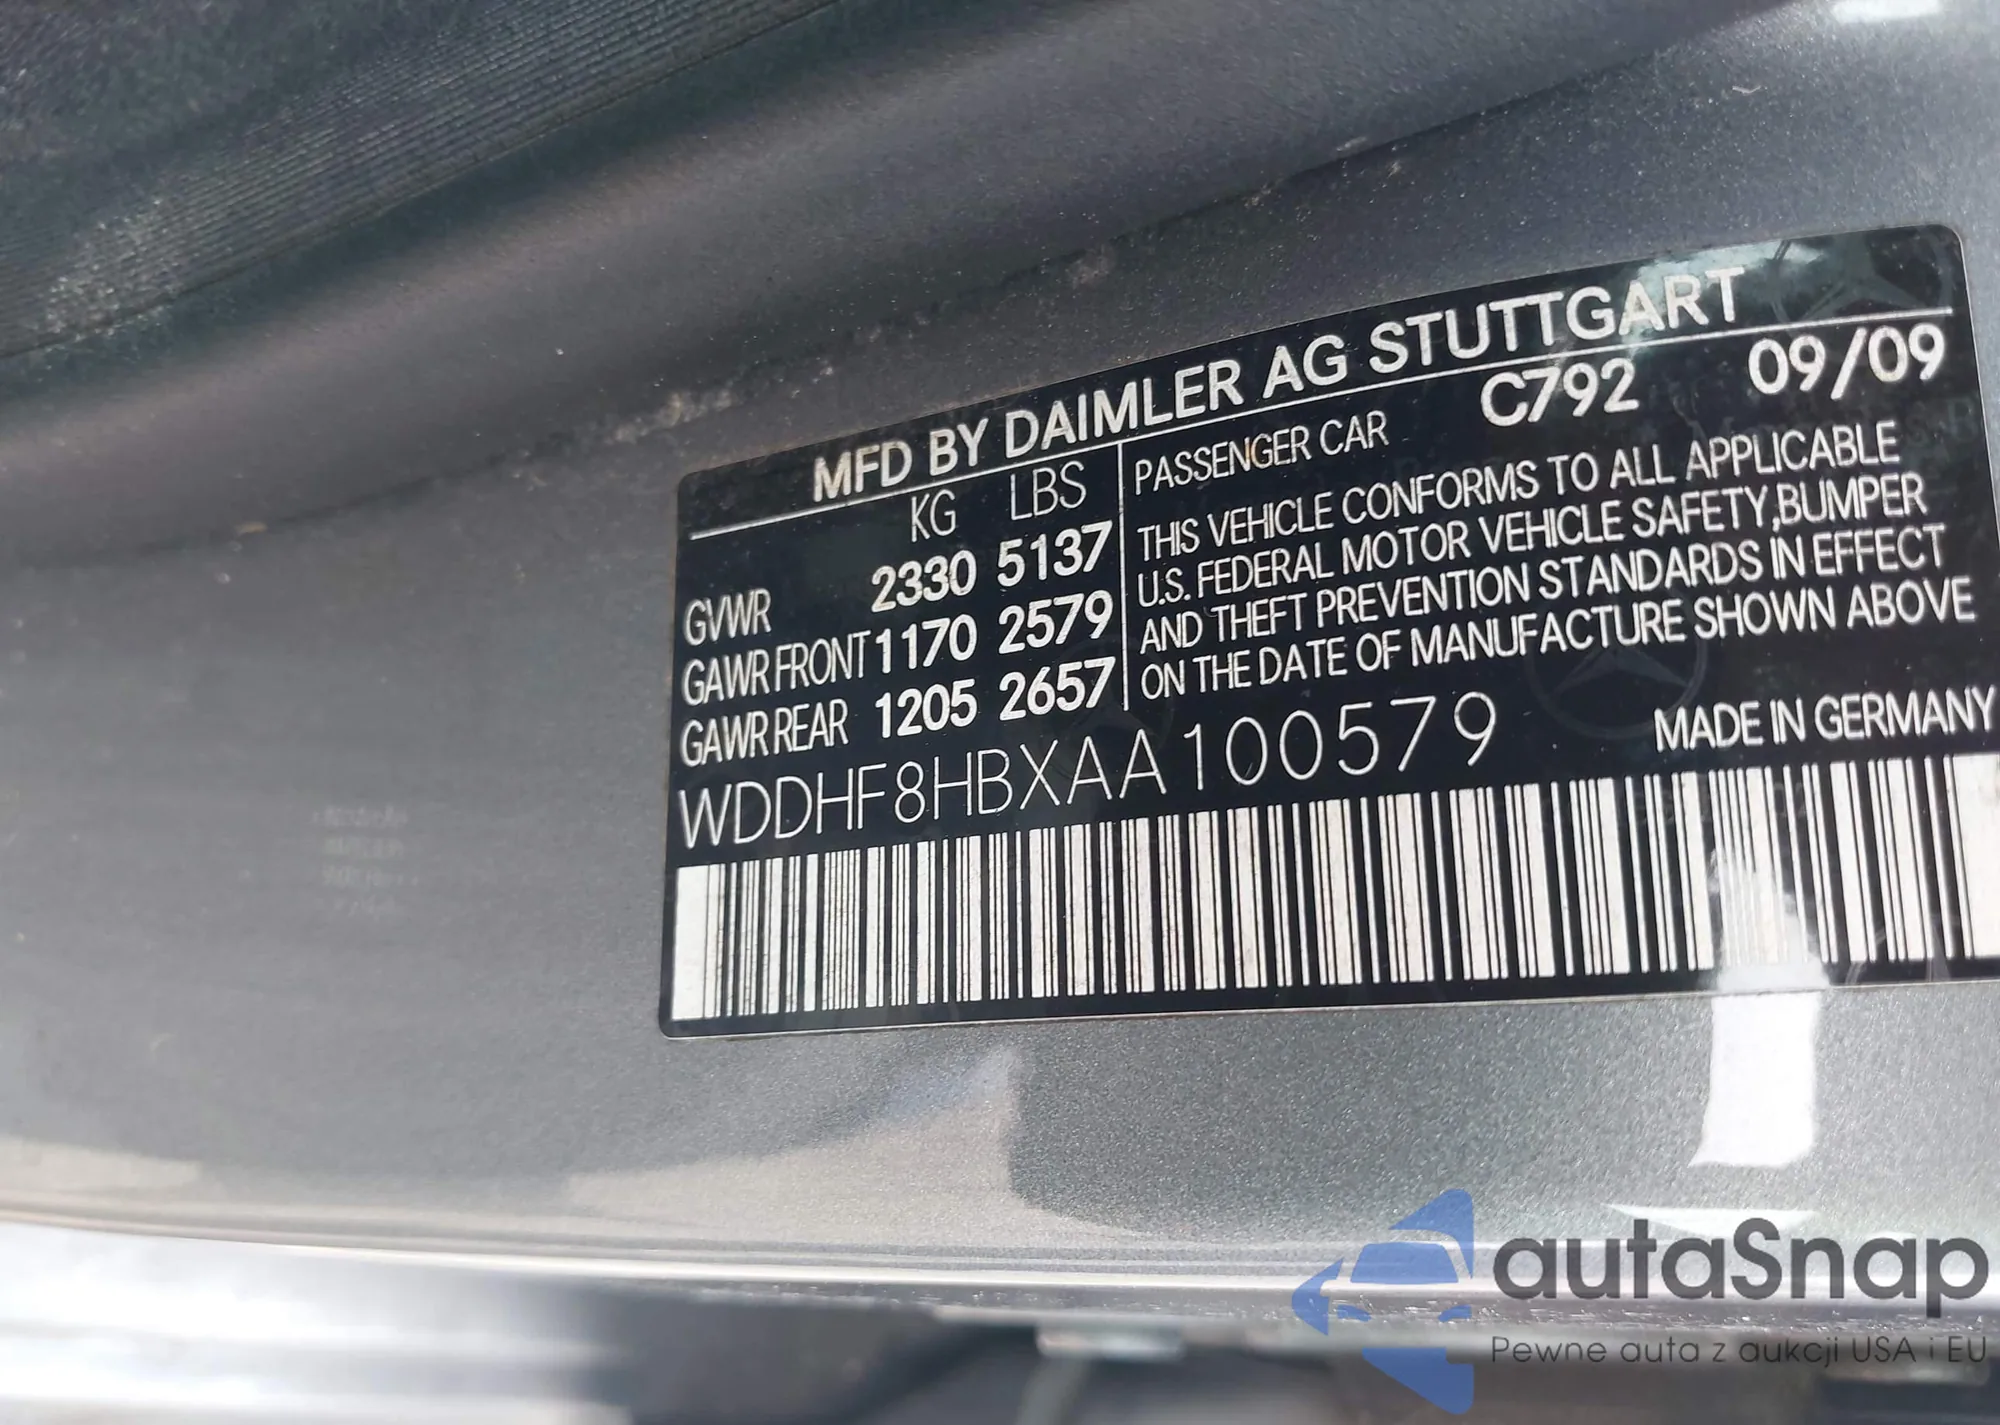 MFD BY DAIMLER AG STUTTGART
KG LBS
GVWR 2330 5137
GAWR FRONT 1170 2579
GAWR REAR 1205 2657
PASSENGER CAR C792 09/09
THIS VEHICLE CONFORMS TO ALL APPLICABLE
U.S. FEDERAL MOTOR VEHICLE SAFETY,BUMPER
AND THEFT PREVENTION STANDARDS IN EFFECT
ON THE DATE OF MANUFACTURE SHOWN ABOVE
WDDHF8HBXAA100579
MADE IN GERMANY
autaSnap
Pewne auta z aukcji USA i EU